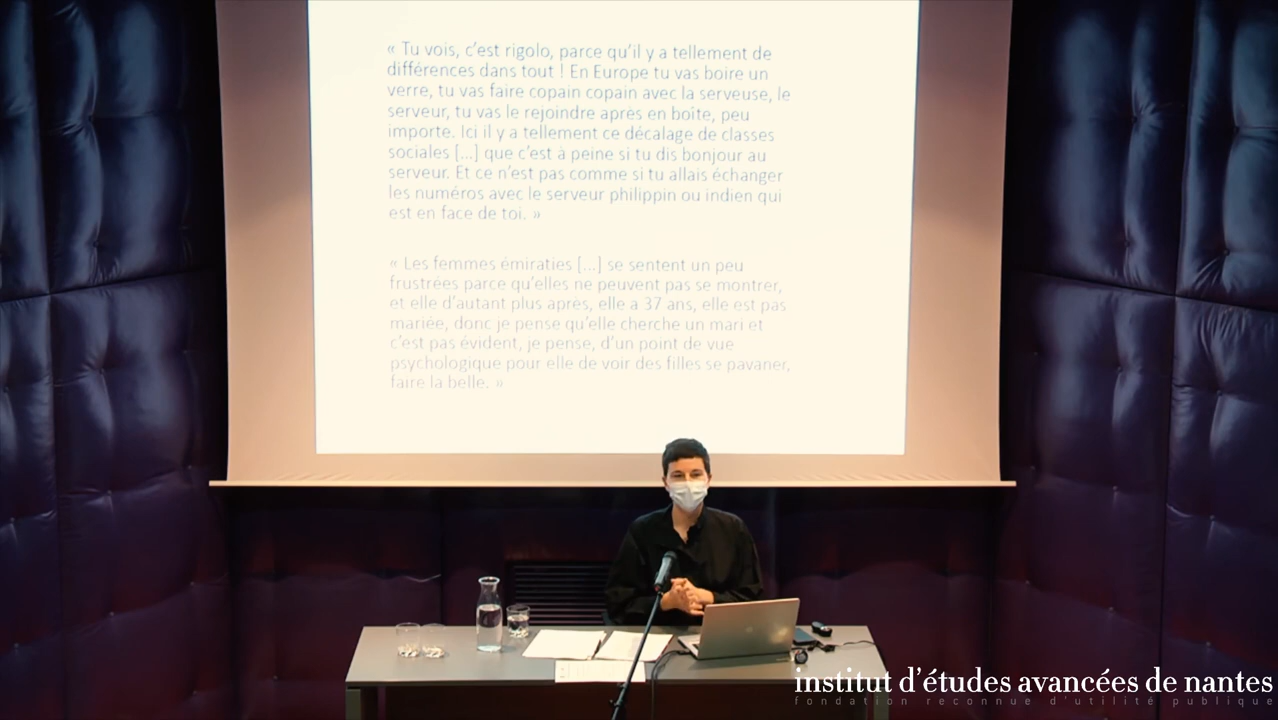 « Tu vois, c'est rigolo, parce qu'il y a tellement de
différences dans tout ! En Europe tu vas boire un
verre, tu vas faire copain copain avec la serveuse, le
serveur, tu vas le rejoindre après en boîte, peu
importe. Ici il y a tellement ce décalage de classes
sociales [...] que c'est à peine si tu dis bonjour au
serveur. Et ce n'est pas comme si tu allais échanger
les numéros avec le serveur philippin ou indien qui
est en face de toi. »
« Les femmes émiraties [...] se sentent un peu
frustrées parce qu'elles ne peuvent pas se montrer,
et elle d'autant plus après, elle a 37 ans, elle est pas
mariée, donc je pense qu'elle cherche un mari et
c'est pas évident, je pense, d'un point de vue
psychologique pour elle de voir des filles se pavaner,
faire la belle. »
institut d'études avancées de nantes
fondation reconnue d'utilité publique